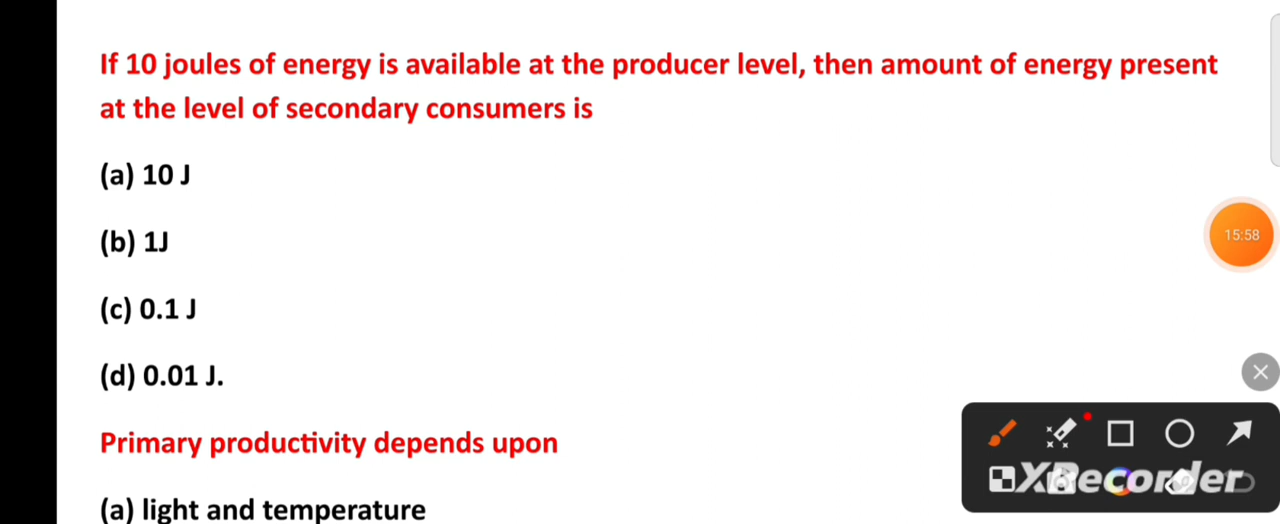 If 10 joules of energy is available at the producer level, then amount of energy present
at the level of secondary consumers is
(a) 10 J
(b) 1J
(c) 0.1 J
15:58
(d) 0.01 J.
Primary productivity depends upon
(a) light and temperature
XRecorder